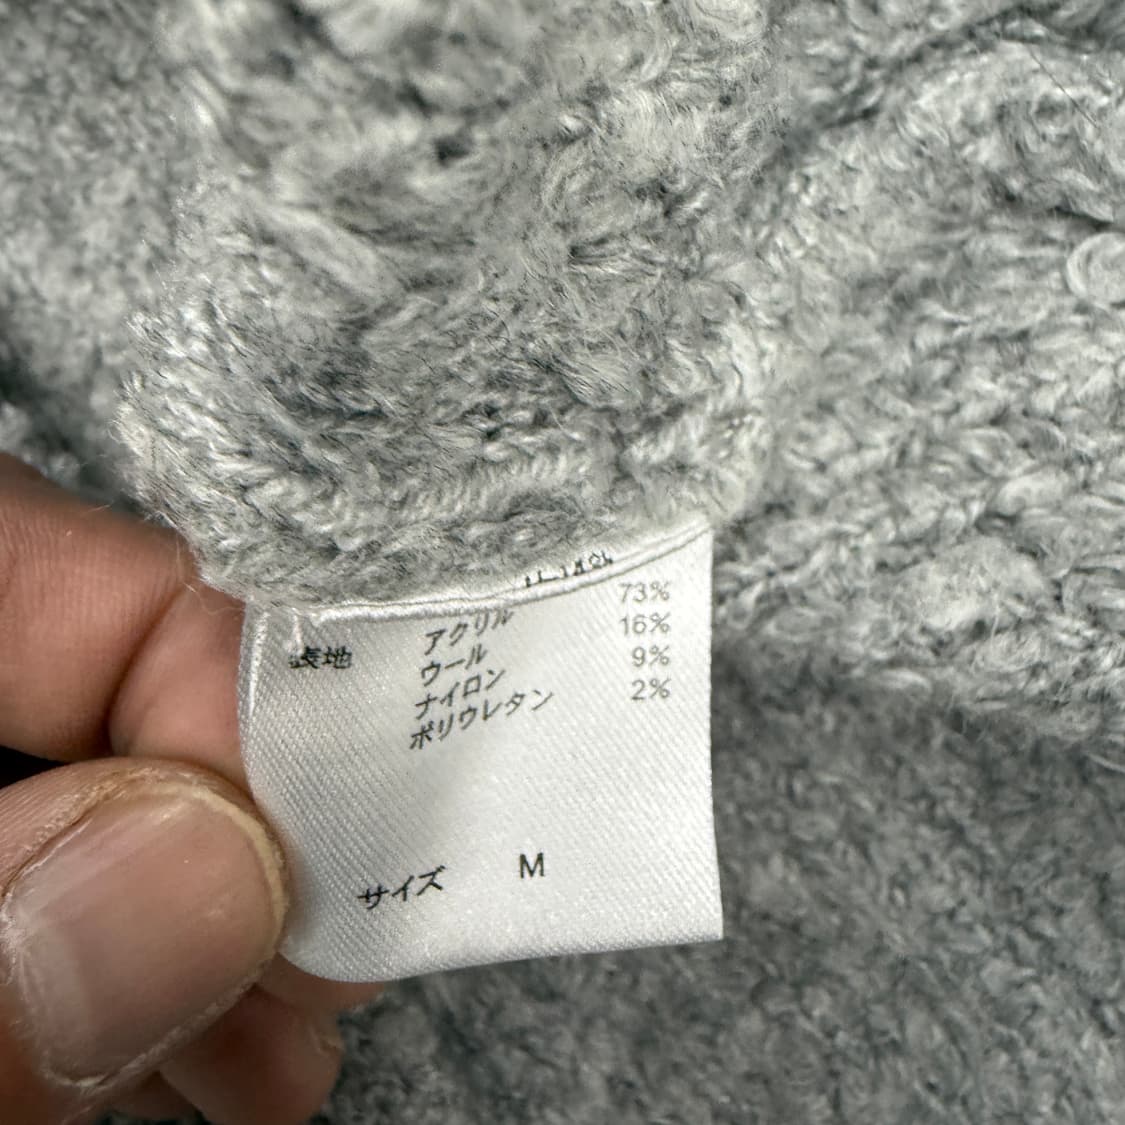 表地 アクリル 73%
ウール 16%
ナイロン 9%
ポリウレタン 2%
サイズ M